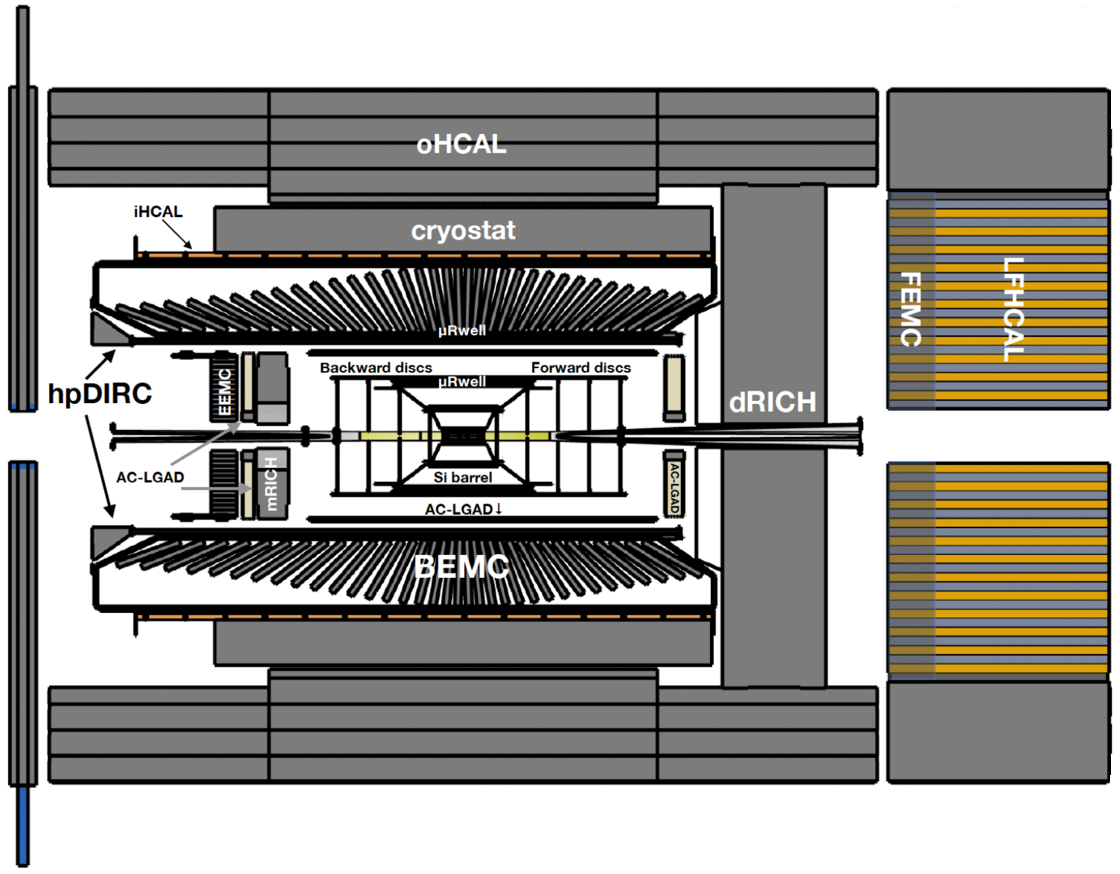 oHCAL
iHCAL
cryostat
FEMC
LFHCAL
µRwell
Backward discs
Forward discs
µRwell
EEMC
hpDIRC
dRICH
AC-LGAD
mRICH
Si barrel
AC-LGAD
AC-LGAD↓
BEMC